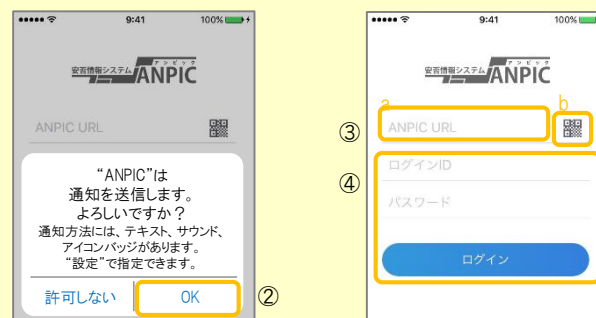 9:41
100%
安否情報システム
アンピック
ANPIC
ANPIC URL
“ANPIC”は
通知を送信します。
よろしいですか？
通知方法には、テキスト、サウンド、
アイコンバッジがあります。
“設定”で指定できます。
許可しない
OK
②
9:41
100%
安否情報システム
アンピック
ANPIC
a
b
③
ANPIC URL
④
ログインID
パスワード
ログイン